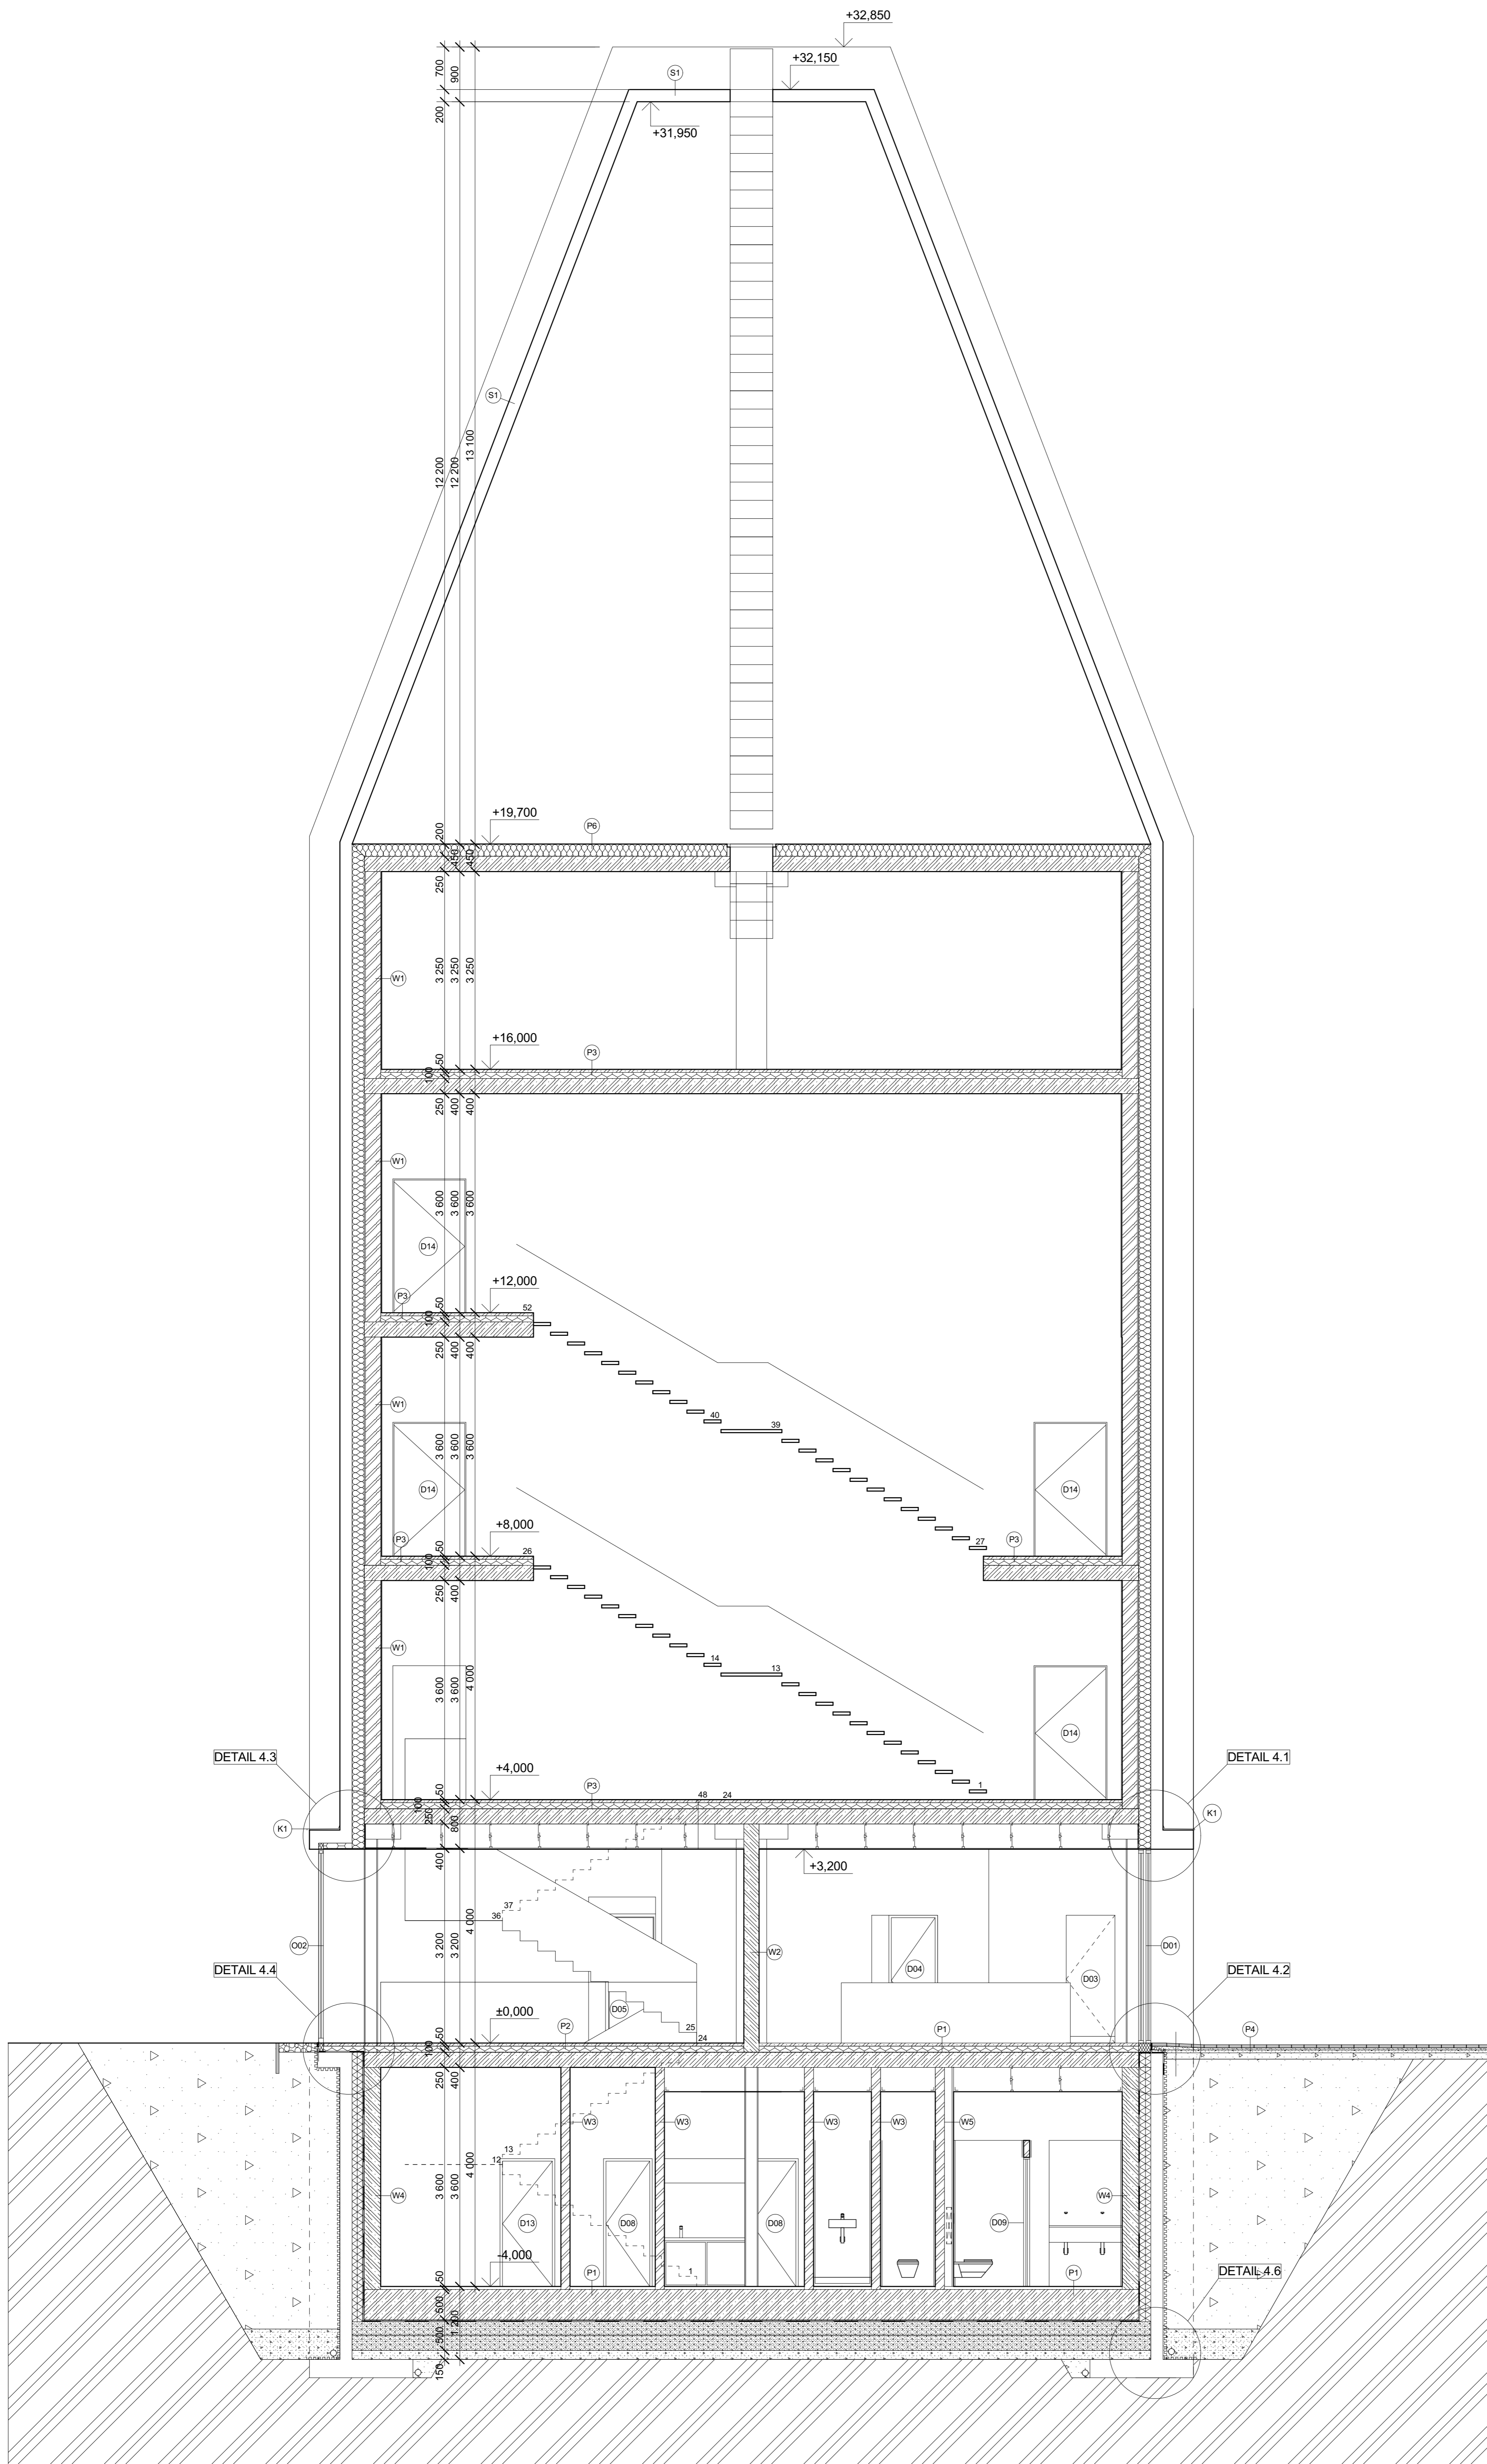 +32,850
700
900
+32,150
S1
200
+31,950
S1
13 100
12 200
12 200
+19,700
P6
200
450
450
250
W1
3 250
3 250
3 250
+16,000
P3
50
100
250
400
400
W1
3 600
3 600
3 600
D14
+12,000
P3
50
100
52
250
400
400
W1
40
39
3 600
3 600
3 600
D14
D14
+8,000
P3
50
100
26
27
P3
250
400
W1
14
13
3 600
3 600
4 000
D14
DETAIL 4.3
DETAIL 4.1
+4,000
P3
50
100
48
24
1
250
800
K1
K1
400
+3,200
37
36
4 000
3 200
3 200
O02
W2
D01
DETAIL 4.4
D04
D03
DETAIL 4.2
±0,000
D05
P2
25
24
P1
P4
50
100
250
400
W3
W3
W3
W3
W5
13
12
4 000
3 600
3 600
W4
W4
D13
D08
D08
D09
-4,000
1
DETAIL 4.6
50
P1
P1
500
1 200
500
150